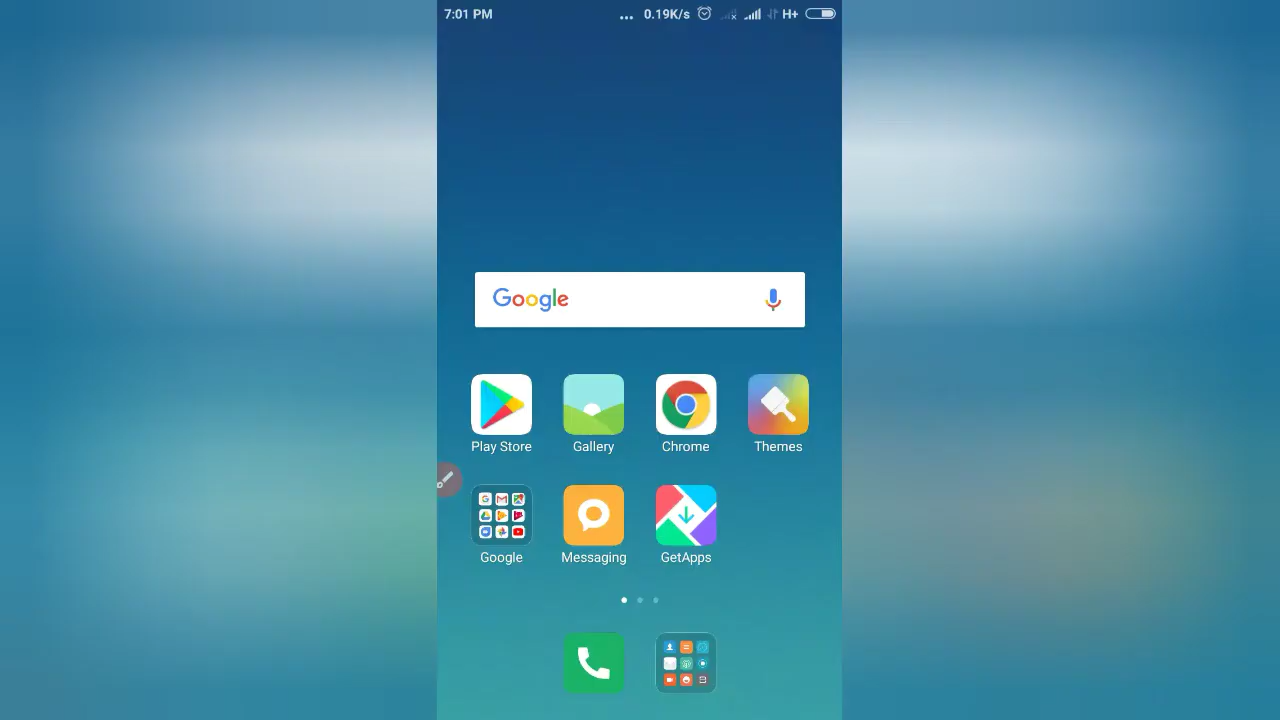 7:01 PM ... 0.19K/s H+
Google
Play Store Gallery Chrome Themes
Google Messaging GetApps